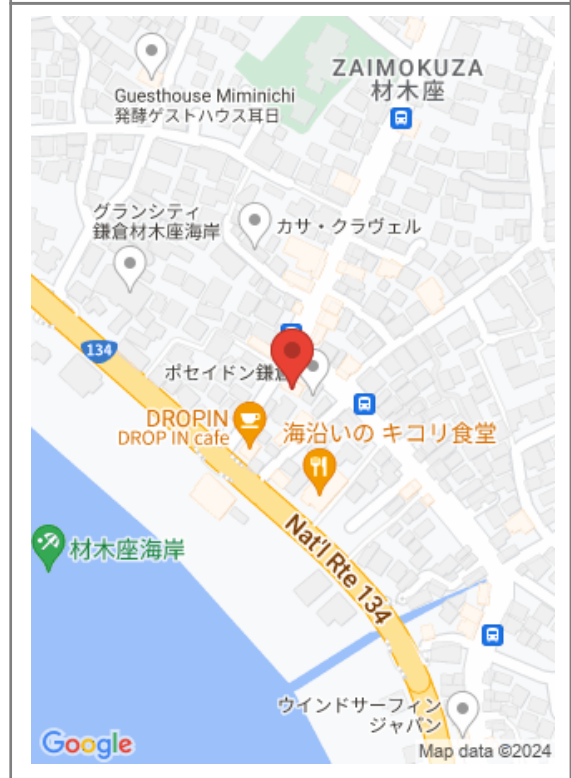 ZAIMOKUZA
材木座
Guesthouse Miminichi
発酵ゲストハウス耳日
グランシティ
鎌倉材木座海岸
カサ・クラヴェル
134
ポセイドン鎌倉
DROPIN
DROP IN cafe
海沿いの キコリ食堂
Nat'l Rte 134
材木座海岸
ウインドサーフィン
ジャパン
Google
Map data ©2024